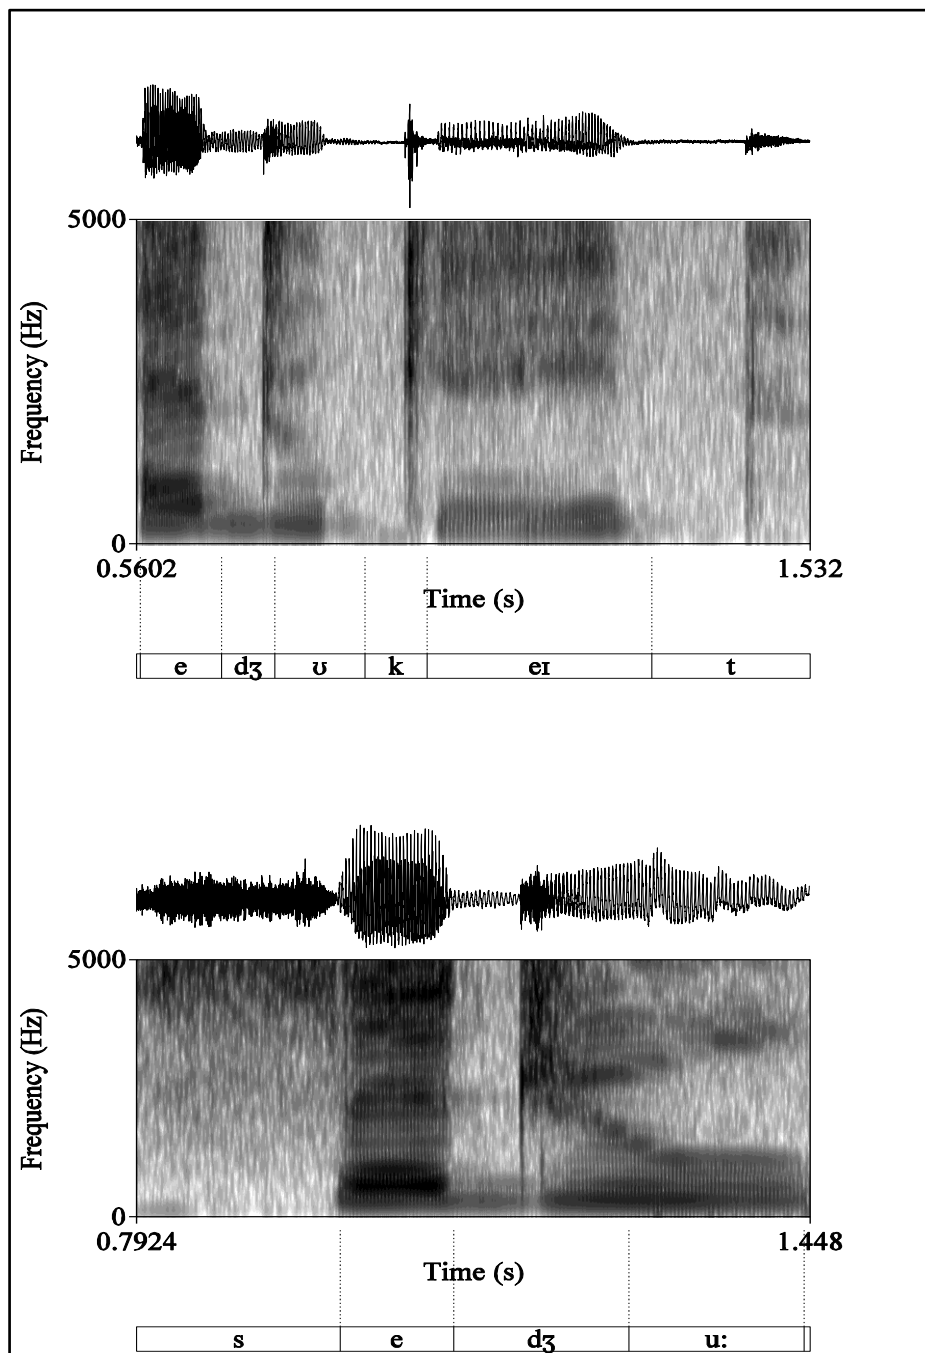 5000
Frequency (Hz)
0
0.5602 1.532
Time (s)
e dʒ ʊ k eɪ t
5000
Frequency (Hz)
0
0.7924 1.448
Time (s)
s e dʒ u: